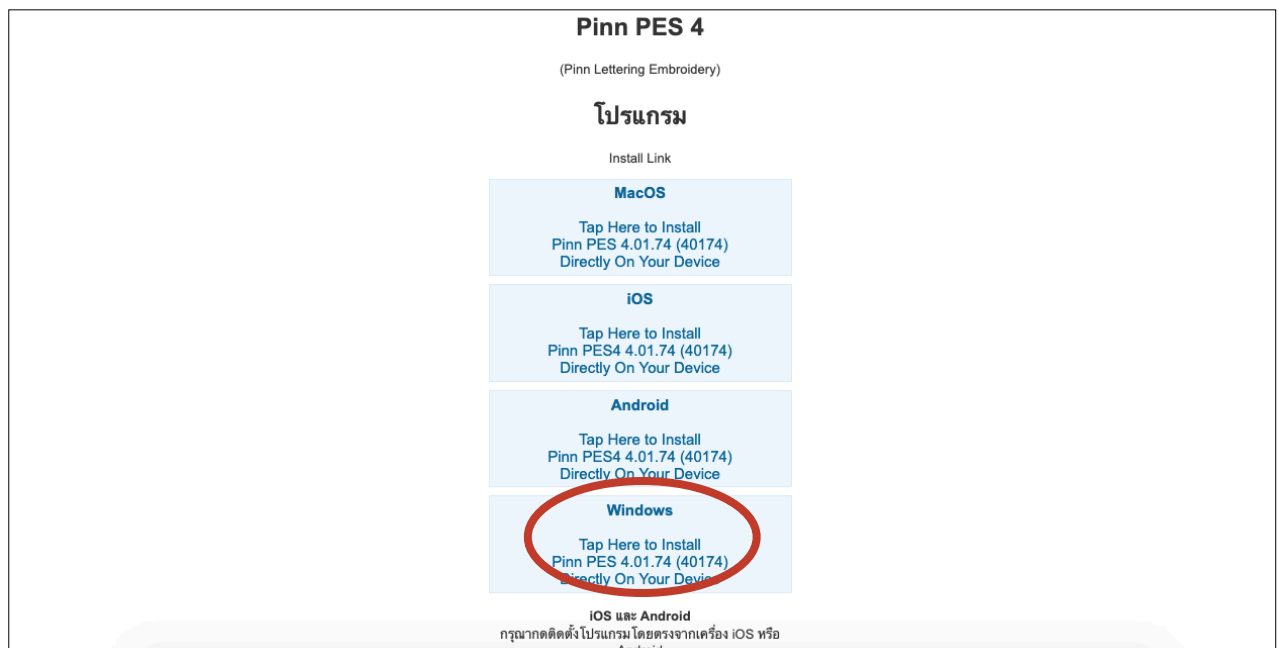 Pinn PES 4
(Pinn Lettering Embroidery)
โปรแกรม
Install Link
MacOS
Tap Here to Install
Pinn PES 4.01.74 (40174)
Directly On Your Device
iOS
Tap Here to Install
Pinn PES4 4.01.74 (40174)
Directly On Your Device
Android
Tap Here to Install
Pinn PES4 4.01.74 (40174)
Directly On Your Device
Windows
Tap Here to Install
Pinn PES 4.01.74 (40174)
Directly On Your Device
iOS และ Android
กรุณากดติดตั้งโปรแกรมโดยตรงจากเครื่อง iOS หรือ
Android